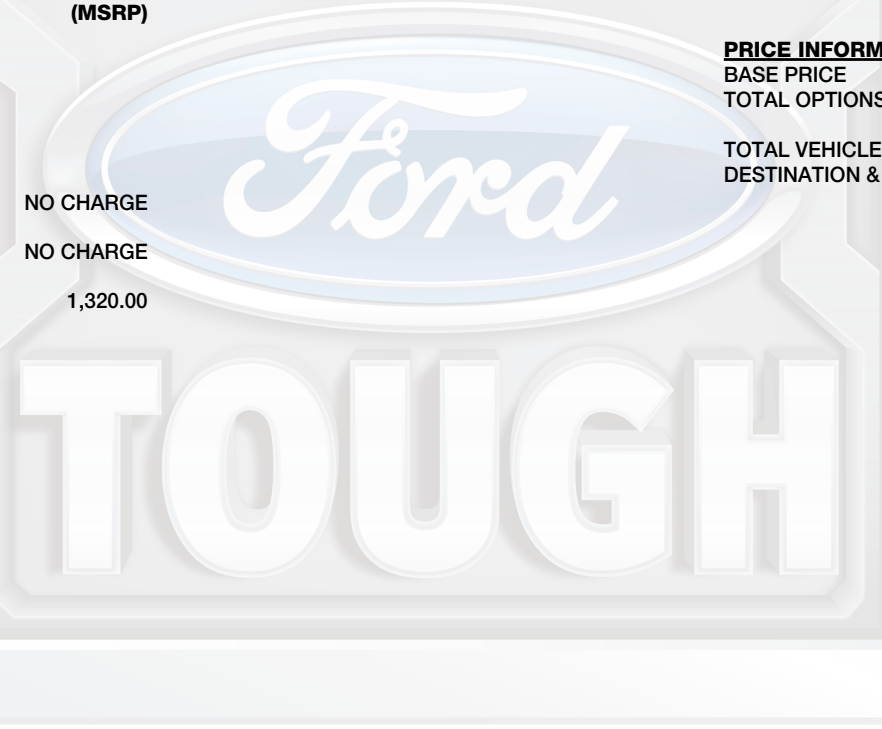 (MSRP)
PRICE INFORM
BASE PRICE
TOTAL OPTIONS
TOTAL VEHICLE
DESTINATION &
NO CHARGE
NO CHARGE
1,320.00
Ford
TOUGH